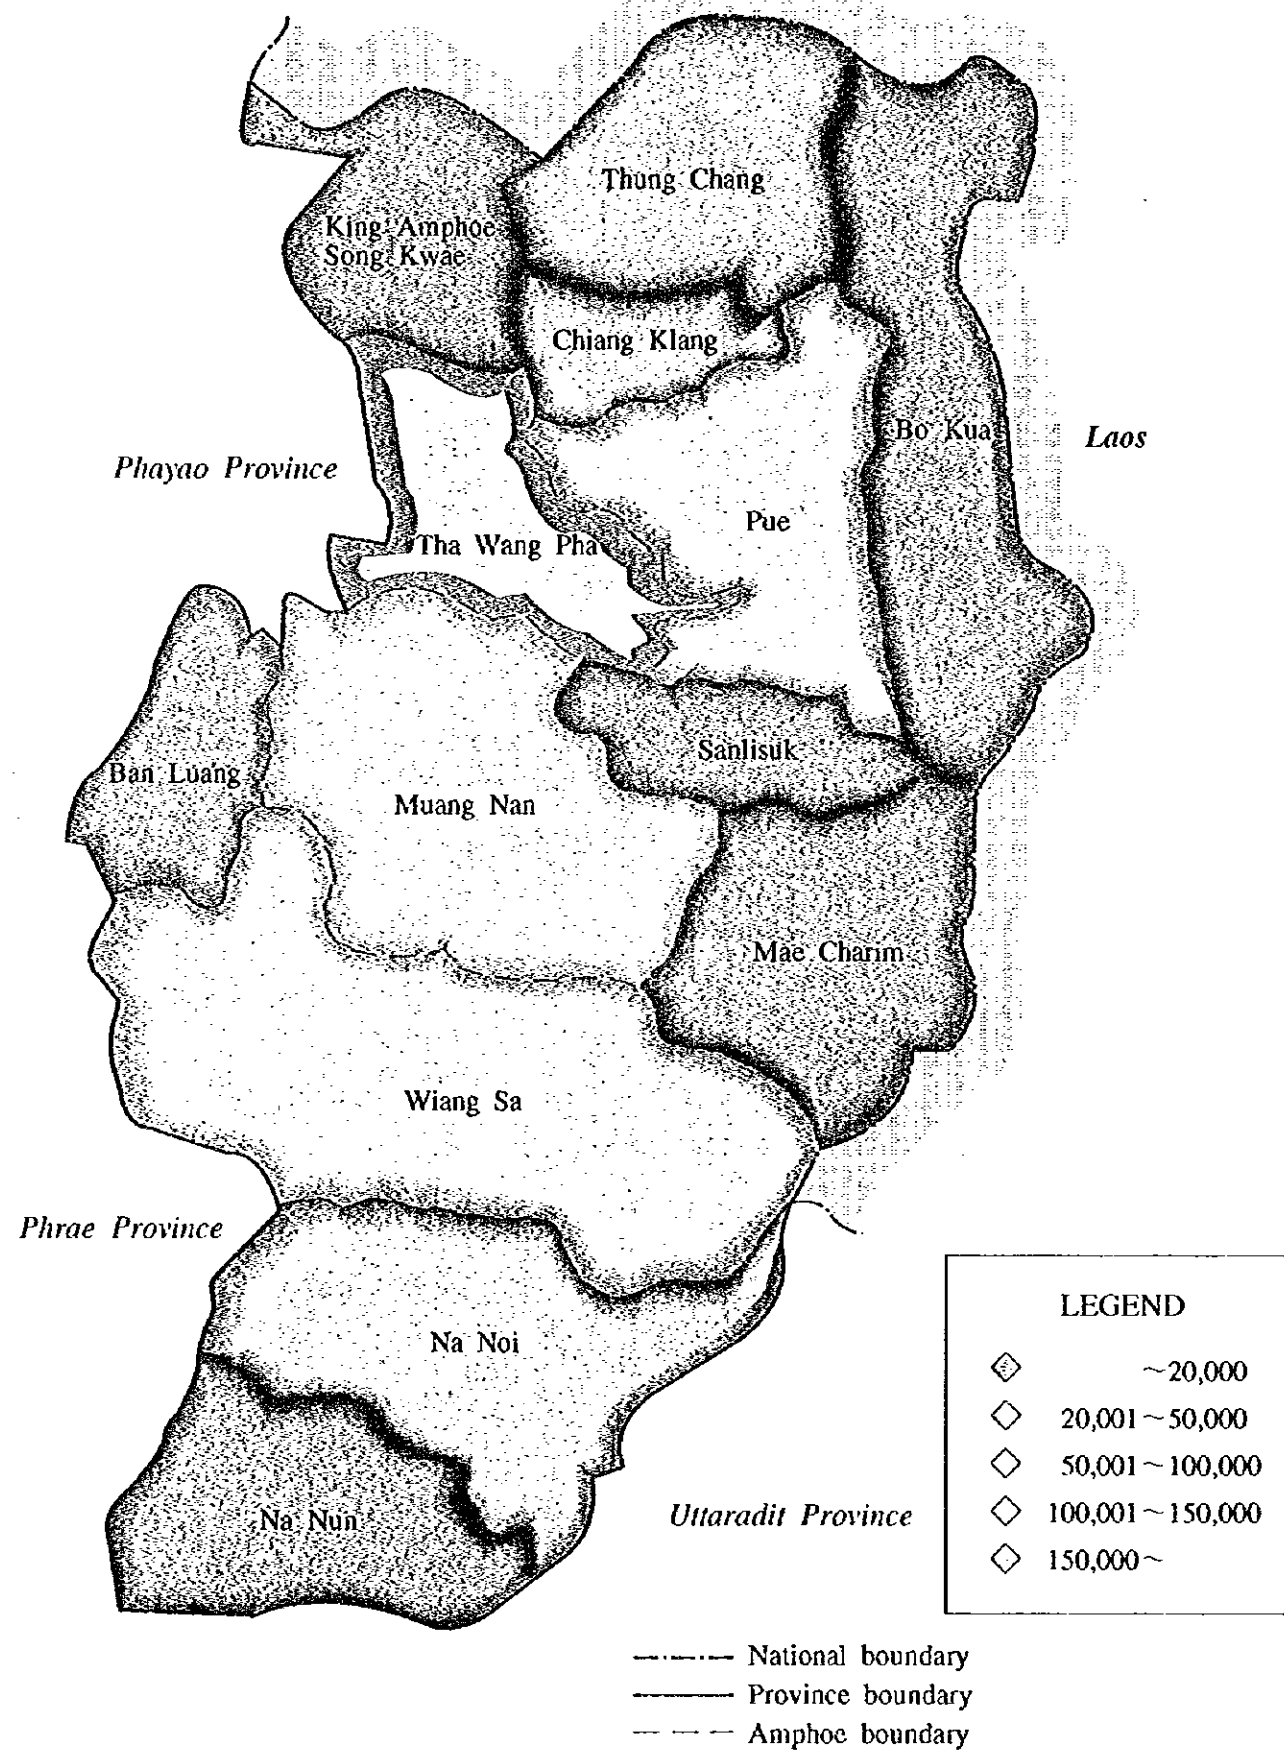 Thung Chang
King Amphoe
Song Kwae
Chiang Klang
Bo Kua
Laos
Phayao Province
Pue
Tha Wang Pha
Sanlisuk
Ban Luang
Muang Nan
Mae Charim
Wiang Sa
Phrae Province
Na Noi
LEGEND
~20,000
20,001~50,000
50,001~100,000
100,001~150,000
150,000~
Na Nun
Uttaradit Province
National boundary
Province boundary
Amphoe boundary